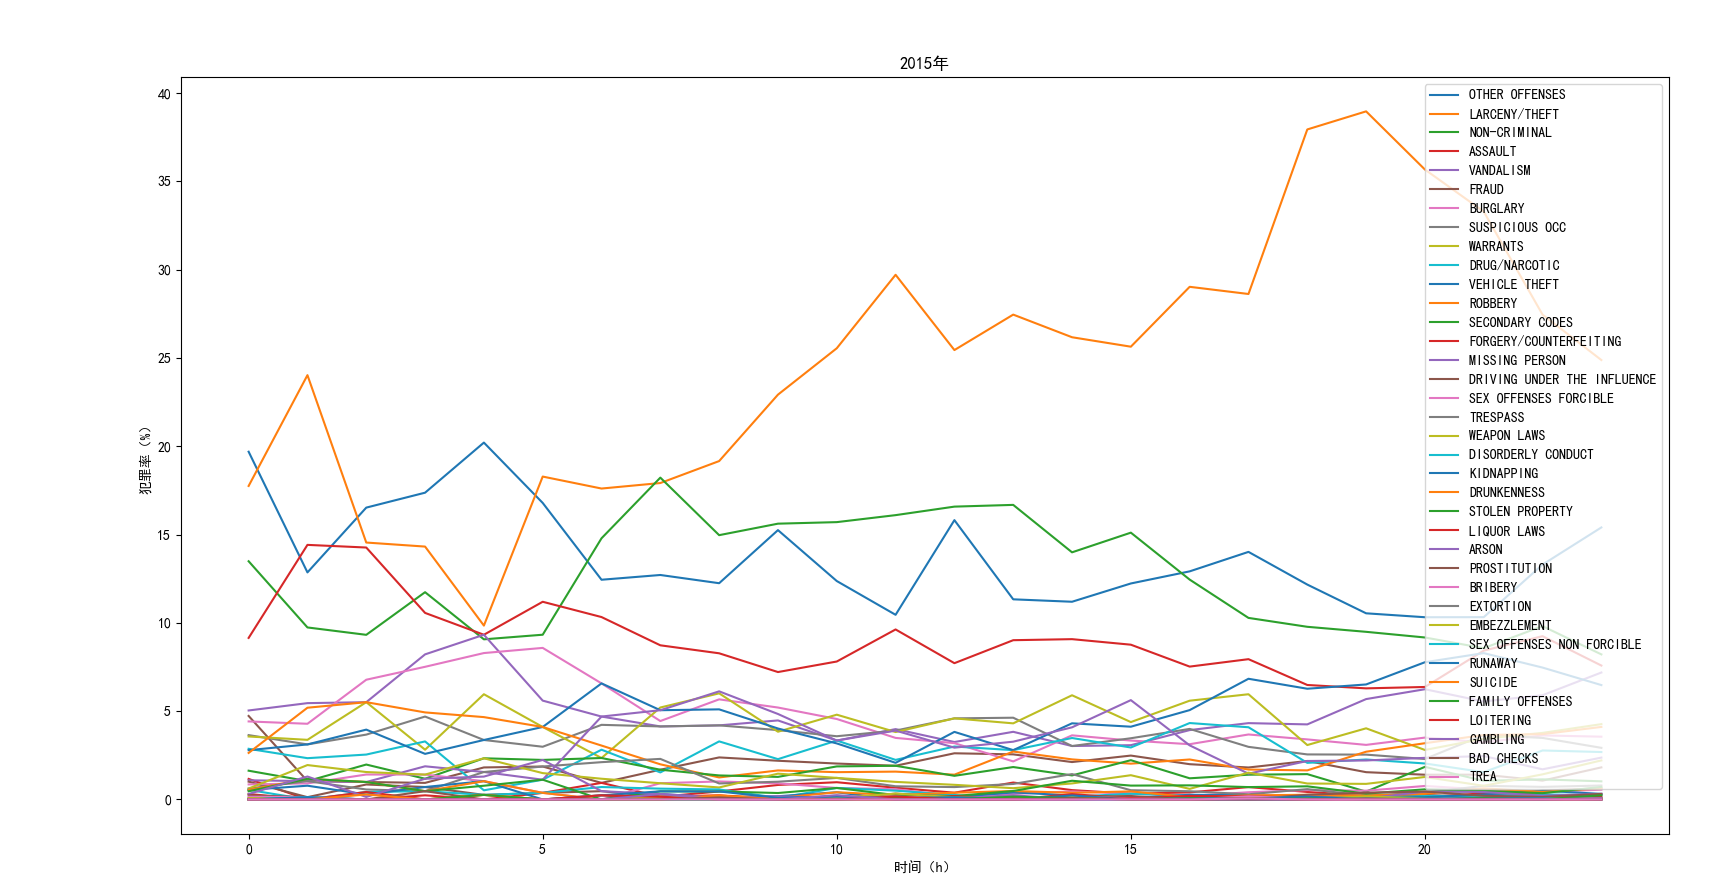 2015年
40
35
30
25
20
15
10
5
0
犯罪率（%）
0
5
10
15
20
时间（h）
OTHER OFFENSES
LARCENY/THEFT
NON-CRIMINAL
ASSAULT
VANDALISM
FRAUD
BURGLARY
SUSPICIOUS OCC
WARRANTS
DRUG/NARCOTIC
VEHICLE THEFT
ROBBERY
SECONDARY CODES
FORGERY/COUNTERFEITING
MISSING PERSON
DRIVING UNDER THE INFLUENCE
SEX OFFENSES FORCIBLE
TRESPASS
WEAPON LAWS
DISORDERLY CONDUCT
KIDNAPPING
DRUNKENNESS
STOLEN PROPERTY
LIQUOR LAWS
ARSON
PROSTITUTION
BRIBERY
EXTORTION
EMBEZZLEMENT
SEX OFFENSES NON FORCIBLE
RUNAWAY
SUICIDE
FAMILY OFFENSES
LOITERING
GAMBLING
BAD CHECKS
TREA